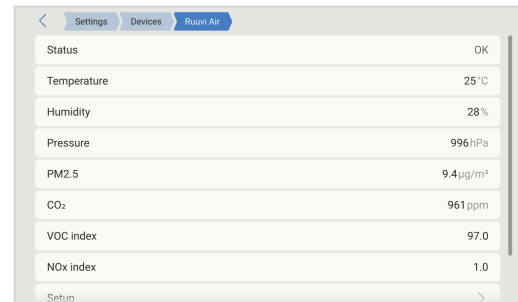 Settings Devices Ruuvi Air
Status OK
Temperature 25°C
Humidity 28%
Pressure 996hPa
PM2.5 9.4µg/m³
CO₂ 961ppm
VOC index 97.0
NOx index 1.0
Setup